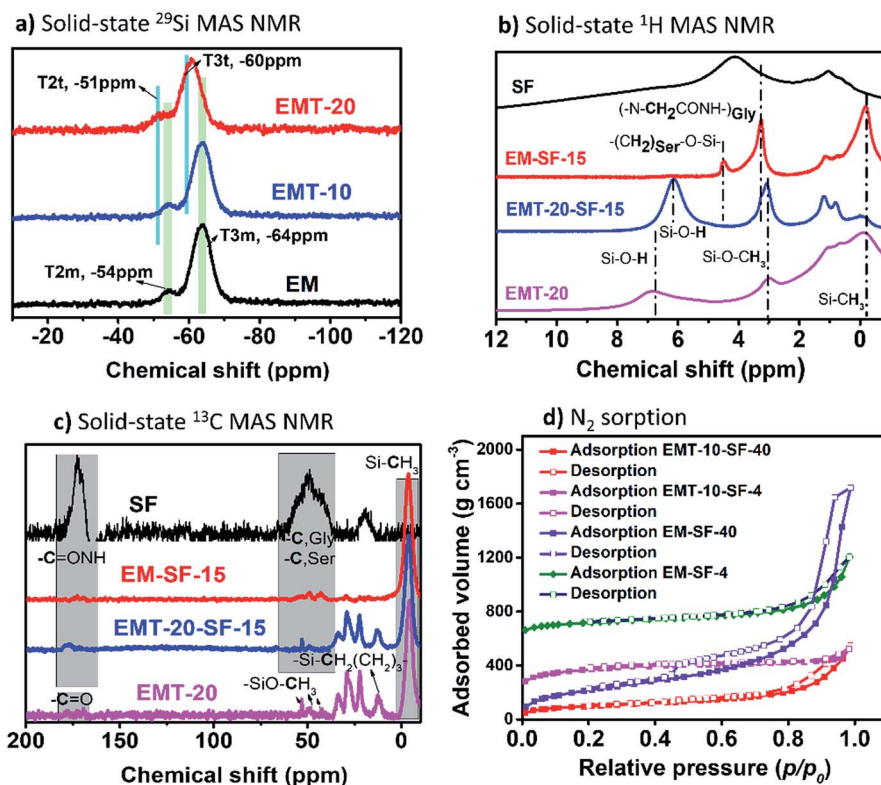 a) Solid-state ²⁹Si MAS NMR
T3t, -60ppm
T2t, -51ppm
EMT-20
EMT-10
T3m, -64ppm
T2m, -54ppm
EM
-20 -40 -60 -80 -100 -120
Chemical shift (ppm)
b) Solid-state ¹H MAS NMR
SF
(-N-CH₂CONH-)Gly
-(CH₂)Ser-O-Si-
EM-SF-15
EMT-20-SF-15
Si-O-H
Si-O-H
Si-O-CH₃
EMT-20
Si-CH₃
12 10 8 6 4 2 0
Chemical shift (ppm)
c) Solid-state ¹³C MAS NMR
Si-CH₃
SF
-C,Gly
-C=ONH
-C,Ser
EM-SF-15
EMT-20-SF-15
-Si-CH₂(CH₂)₃-
-SiO-CH₃
-C=O
EMT-20
200 150 100 50 0
Chemical shift (ppm)
d) N₂ sorption
2100
1800
1500
1200
900
600
400
200
0
Adsorbed volume (g cm⁻³)
Adsorption EMT-10-SF-40
Desorption
Adsorption EMT-10-SF-4
Desorption
Adsorption EM-SF-40
Desorption
Adsorption EM-SF-4
Desorption
0.0 0.2 0.4 0.6 0.8 1.0
Relative pressure (p/p₀)